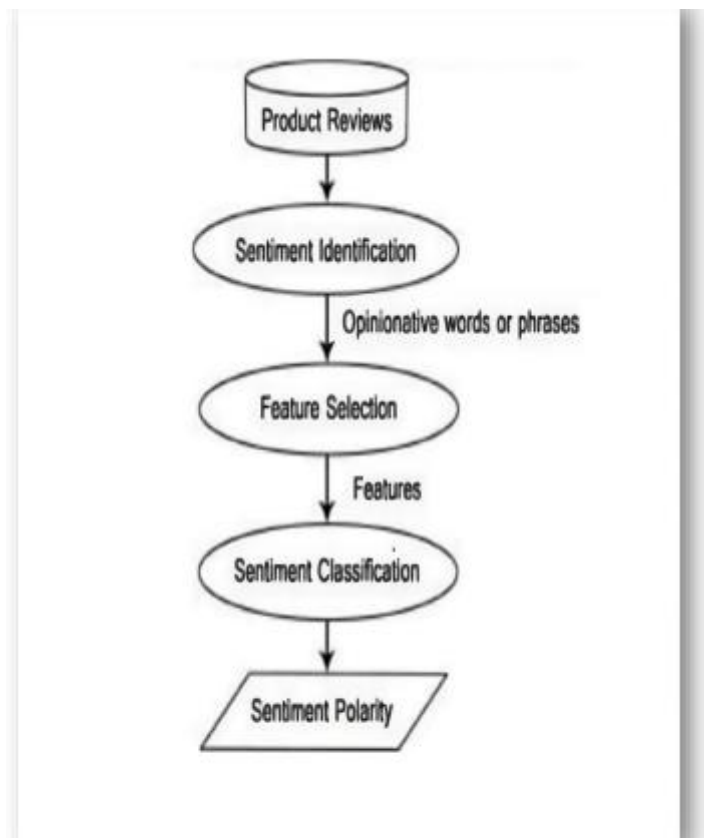 Product Reviews
Sentiment Identification
Opinionative words or phrases
Feature Selection
Features
Sentiment Classification
Sentiment Polarity